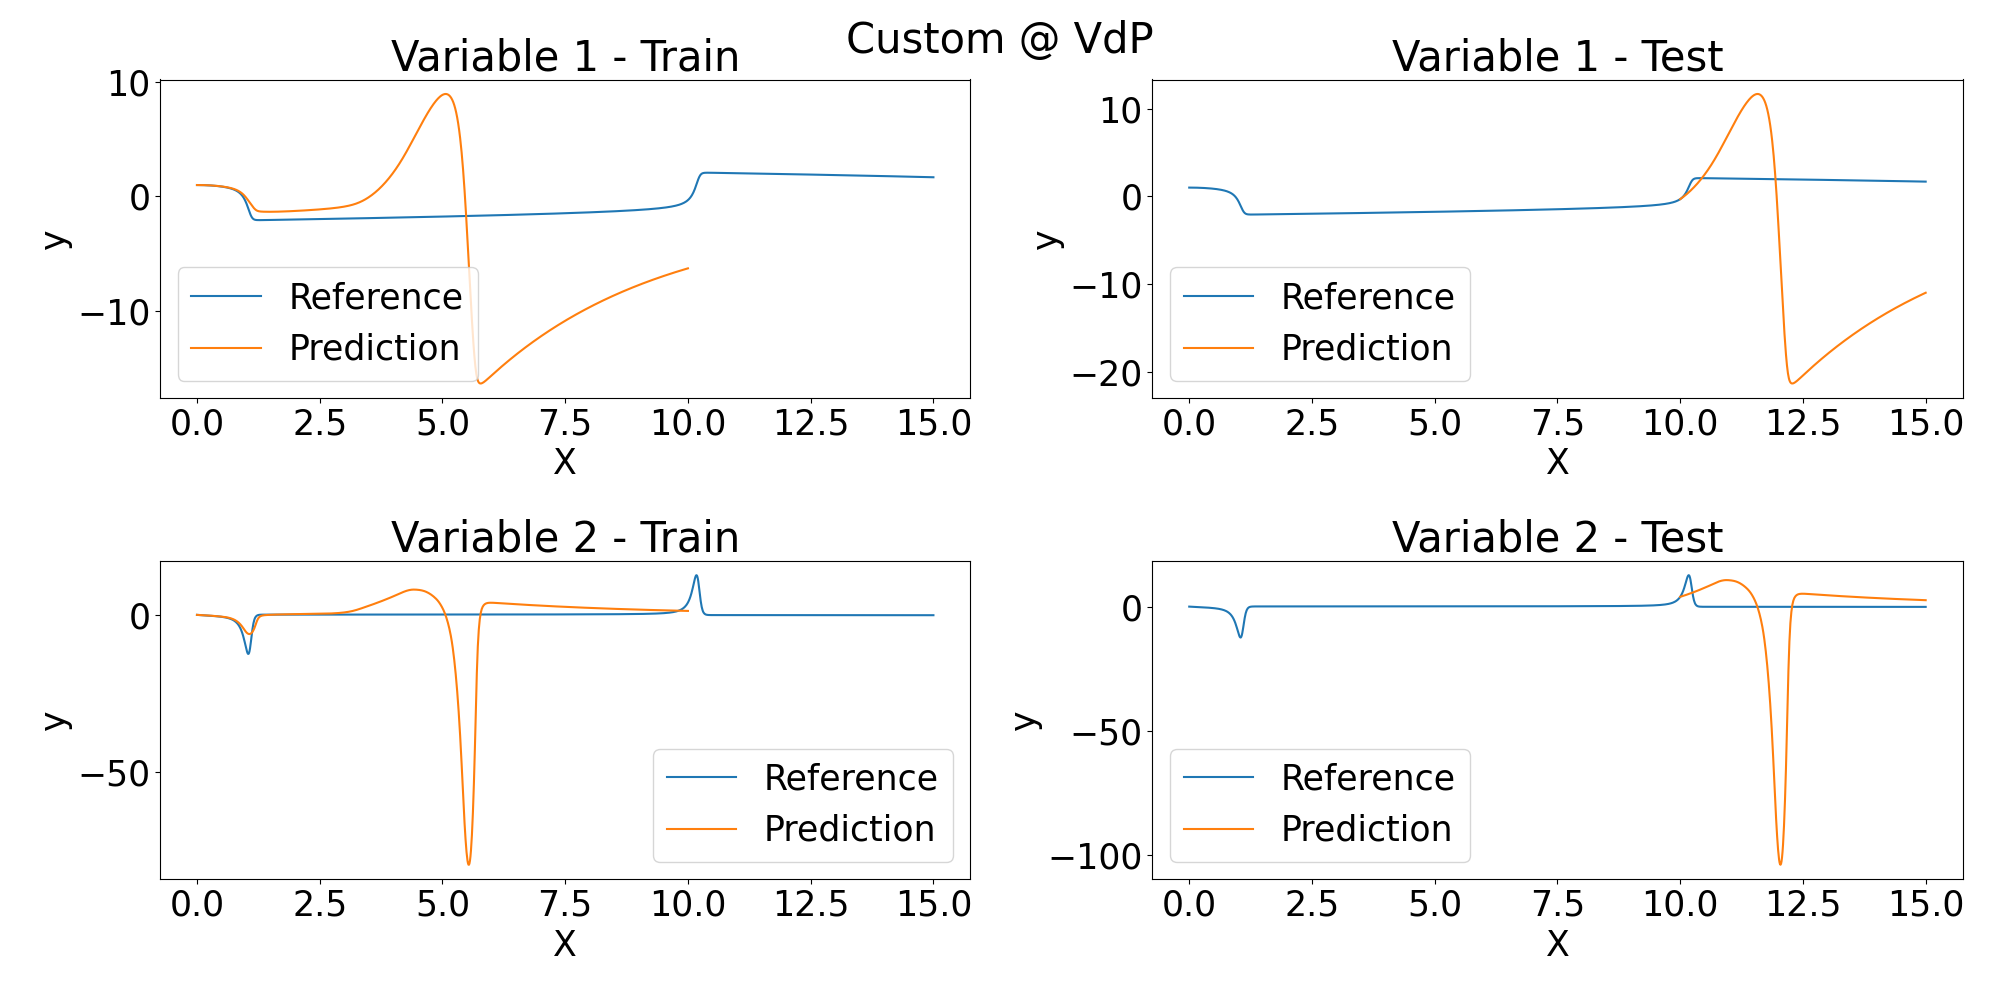 Custom @ VdP
Variable 1 - Train
10
0
−10
y
Reference
Prediction
0.0 2.5 5.0 7.5 10.0 12.5 15.0
X
Variable 1 - Test
10
0
−10
−20
y
Reference
Prediction
0.0 2.5 5.0 7.5 10.0 12.5 15.0
X
Variable 2 - Train
0
−50
y
Reference
Prediction
0.0 2.5 5.0 7.5 10.0 12.5 15.0
X
Variable 2 - Test
0
−50
−100
y
Reference
Prediction
0.0 2.5 5.0 7.5 10.0 12.5 15.0
X